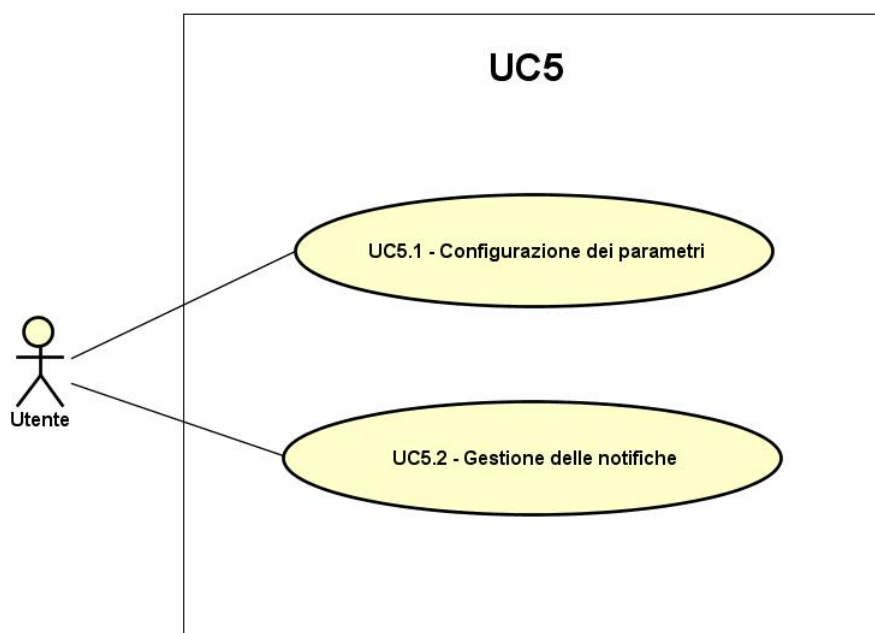 UC5
UC5.1 - Configurazione dei parametri
Utente
UC5.2 - Gestione delle notifiche